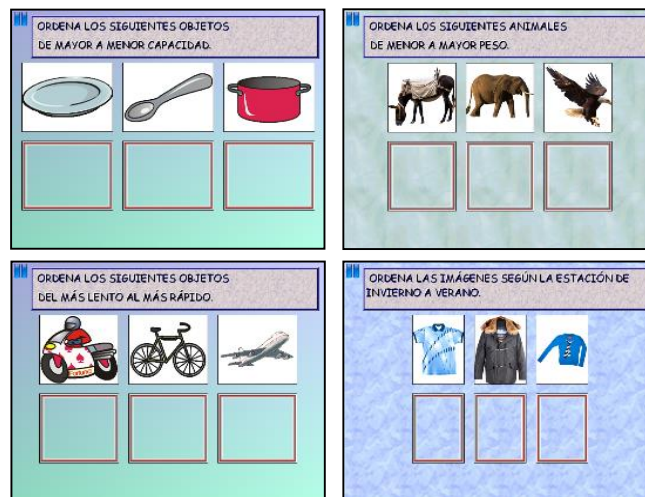 ORDENA LOS SIGUIENTES OBJETOS
DE MAYOR A MENOR CAPACIDAD.
ORDENA LOS SIGUIENTES ANIMALES
DE MENOR A MAYOR PESO.
ORDENA LOS SIGUIENTES OBJETOS
DEL MÁS LENTO AL MÁS RÁPIDO.
ORDENA LAS IMÁGENES SEGÚN LA ESTACIÓN DE
INVIERNO A VERANO.